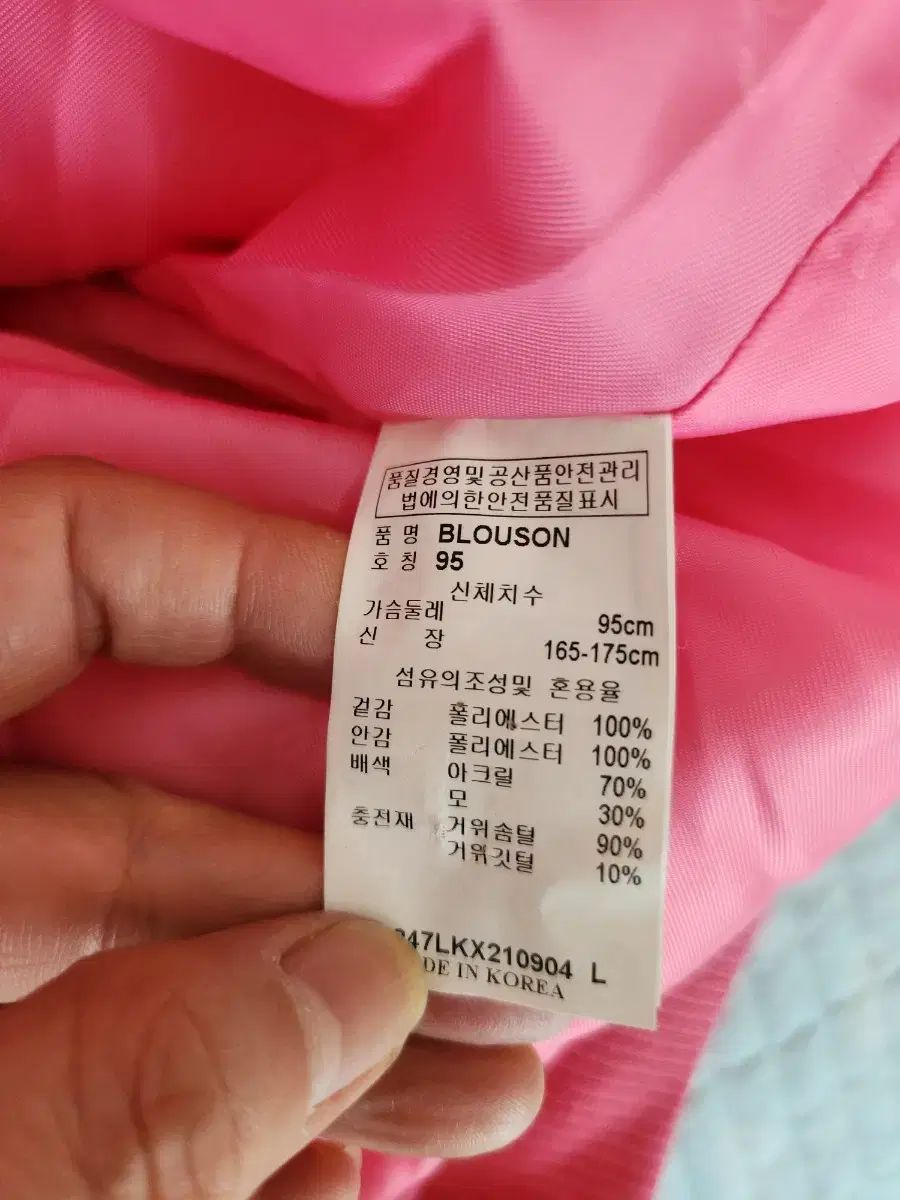 품질경영및공산품안전관리
법에의한안전품질표시
품 명 BLOUSON
호 칭 95
신체치수
가슴둘레 95cm
신 장 165-175cm
섬유의조성및 혼용율
겉감 폴리에스터 100%
안감 폴리에스터 100%
배색 아크릴 70%
모 30%
충전재 거위솜털 90%
거위깃털 10%
47LKX210904 L
DE IN KOREA